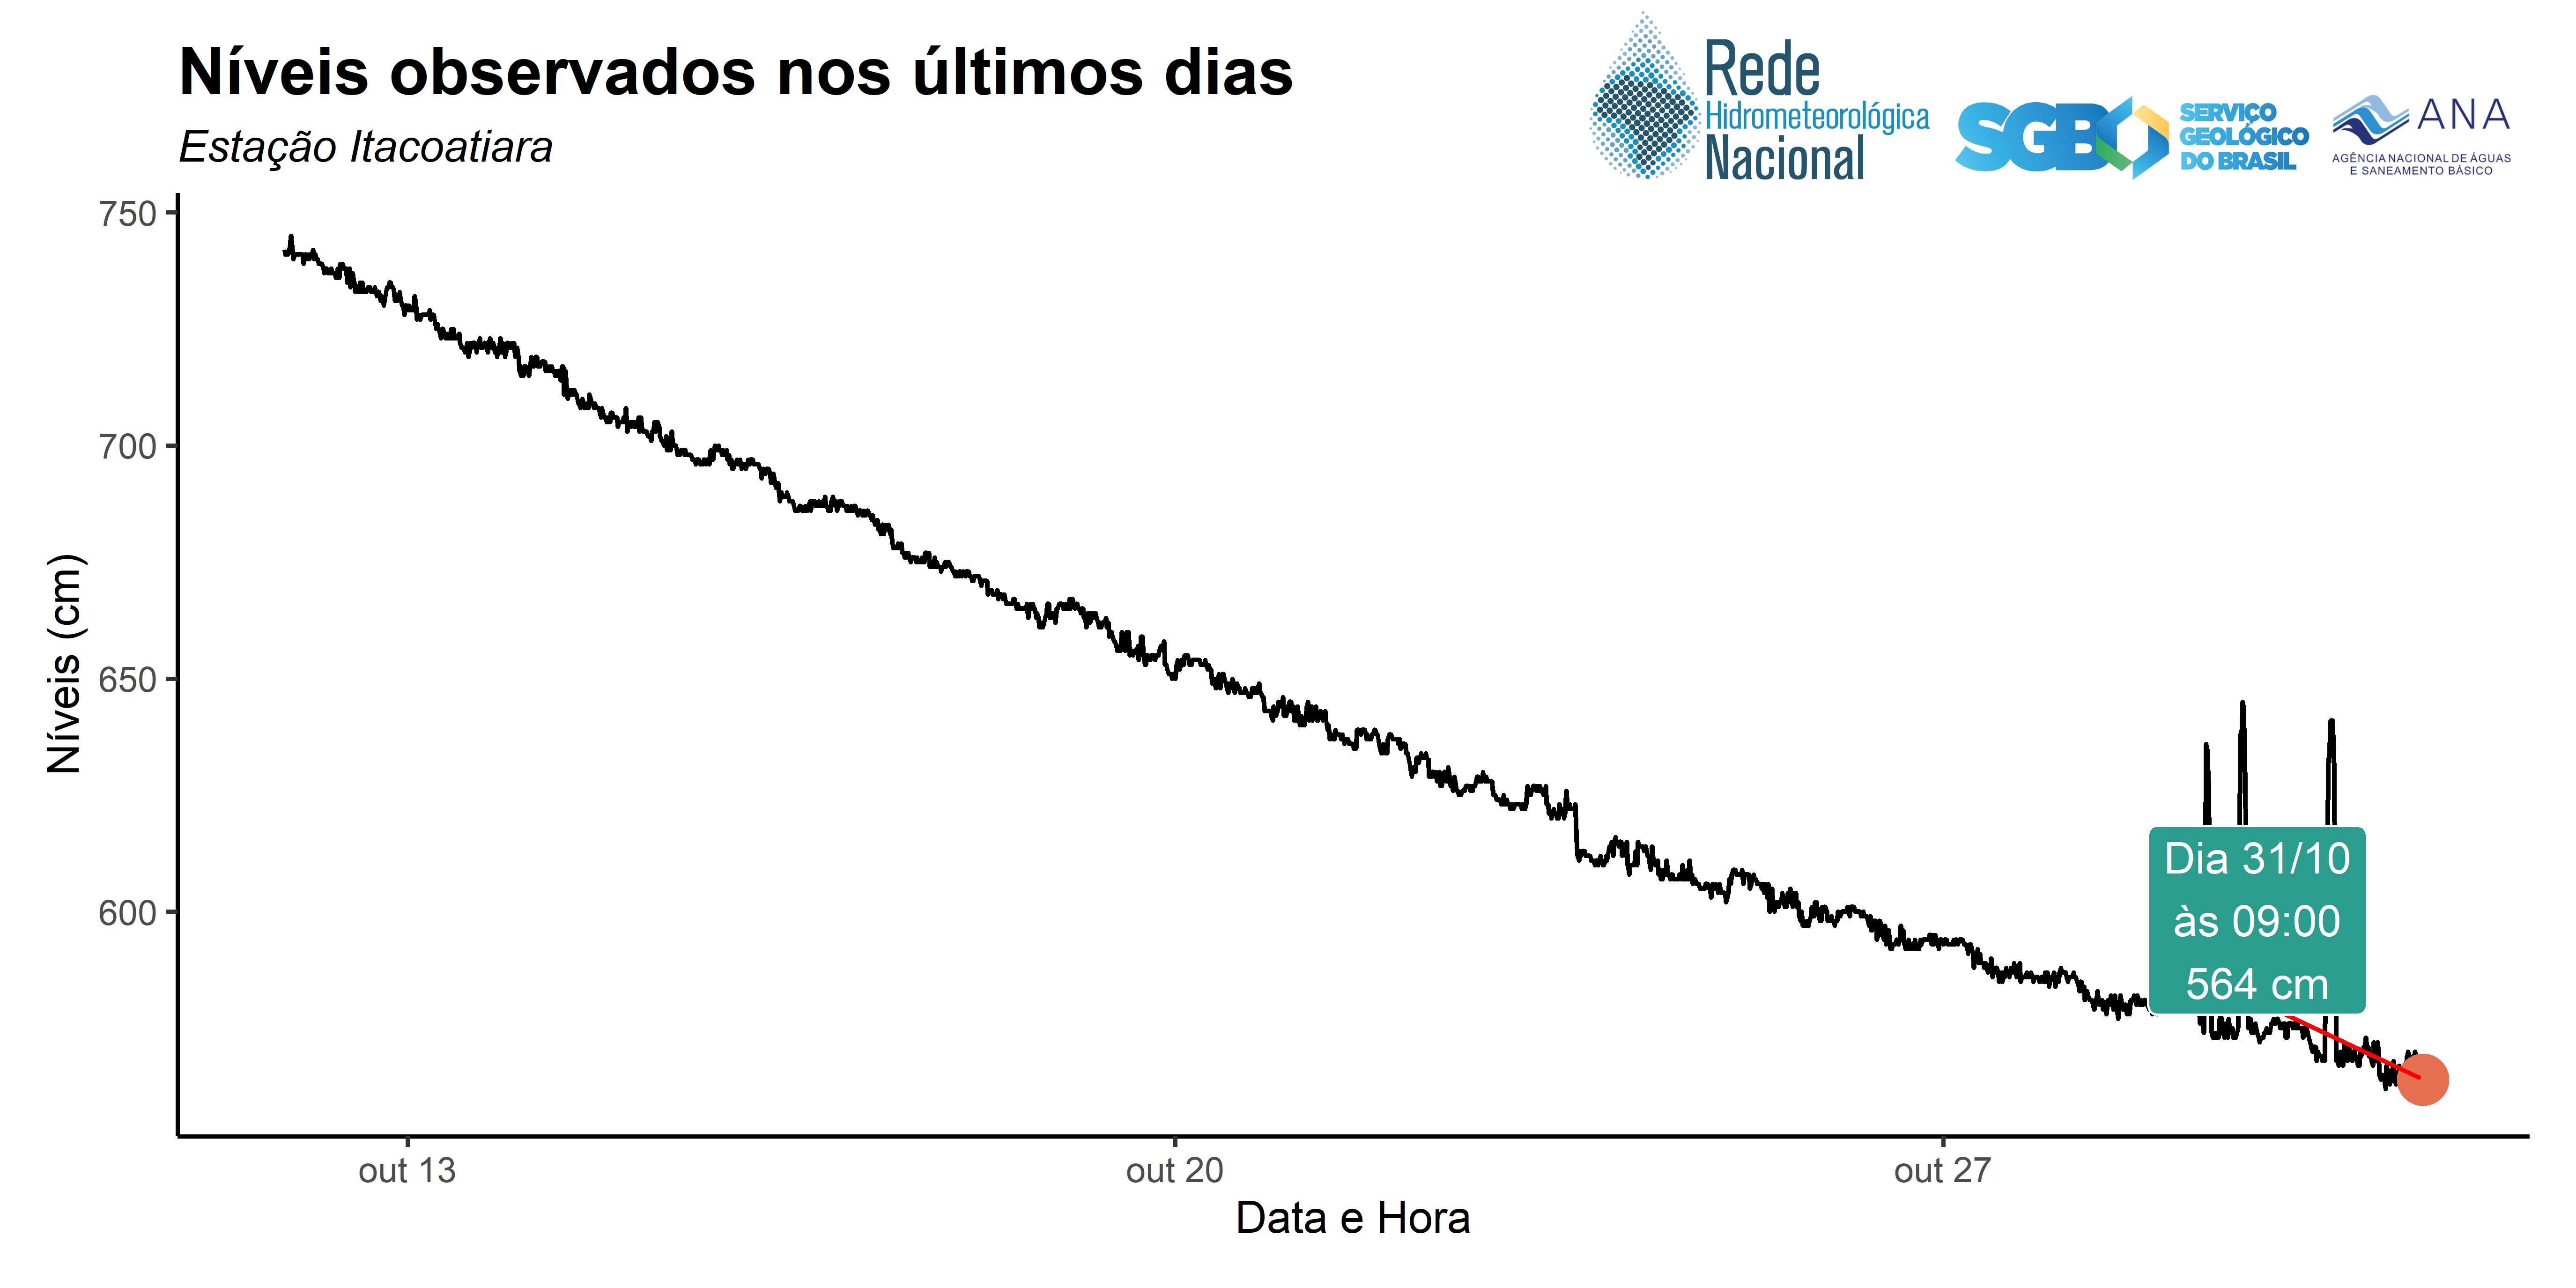 Níveis observados nos últimos dias
Estação Itacoatiara
Rede
Hidrometeorológica
Nacional
SGB
SERVIÇO
GEOLÓGICO
DO BRASIL
ANA
AGÊNCIA NACIONAL DE ÁGUAS
E SANEAMENTO BÁSICO
Níveis (cm)
750
700
650
600
Dia 31/10
às 09:00
564 cm
out 13
out 20
out 27
Data e Hora